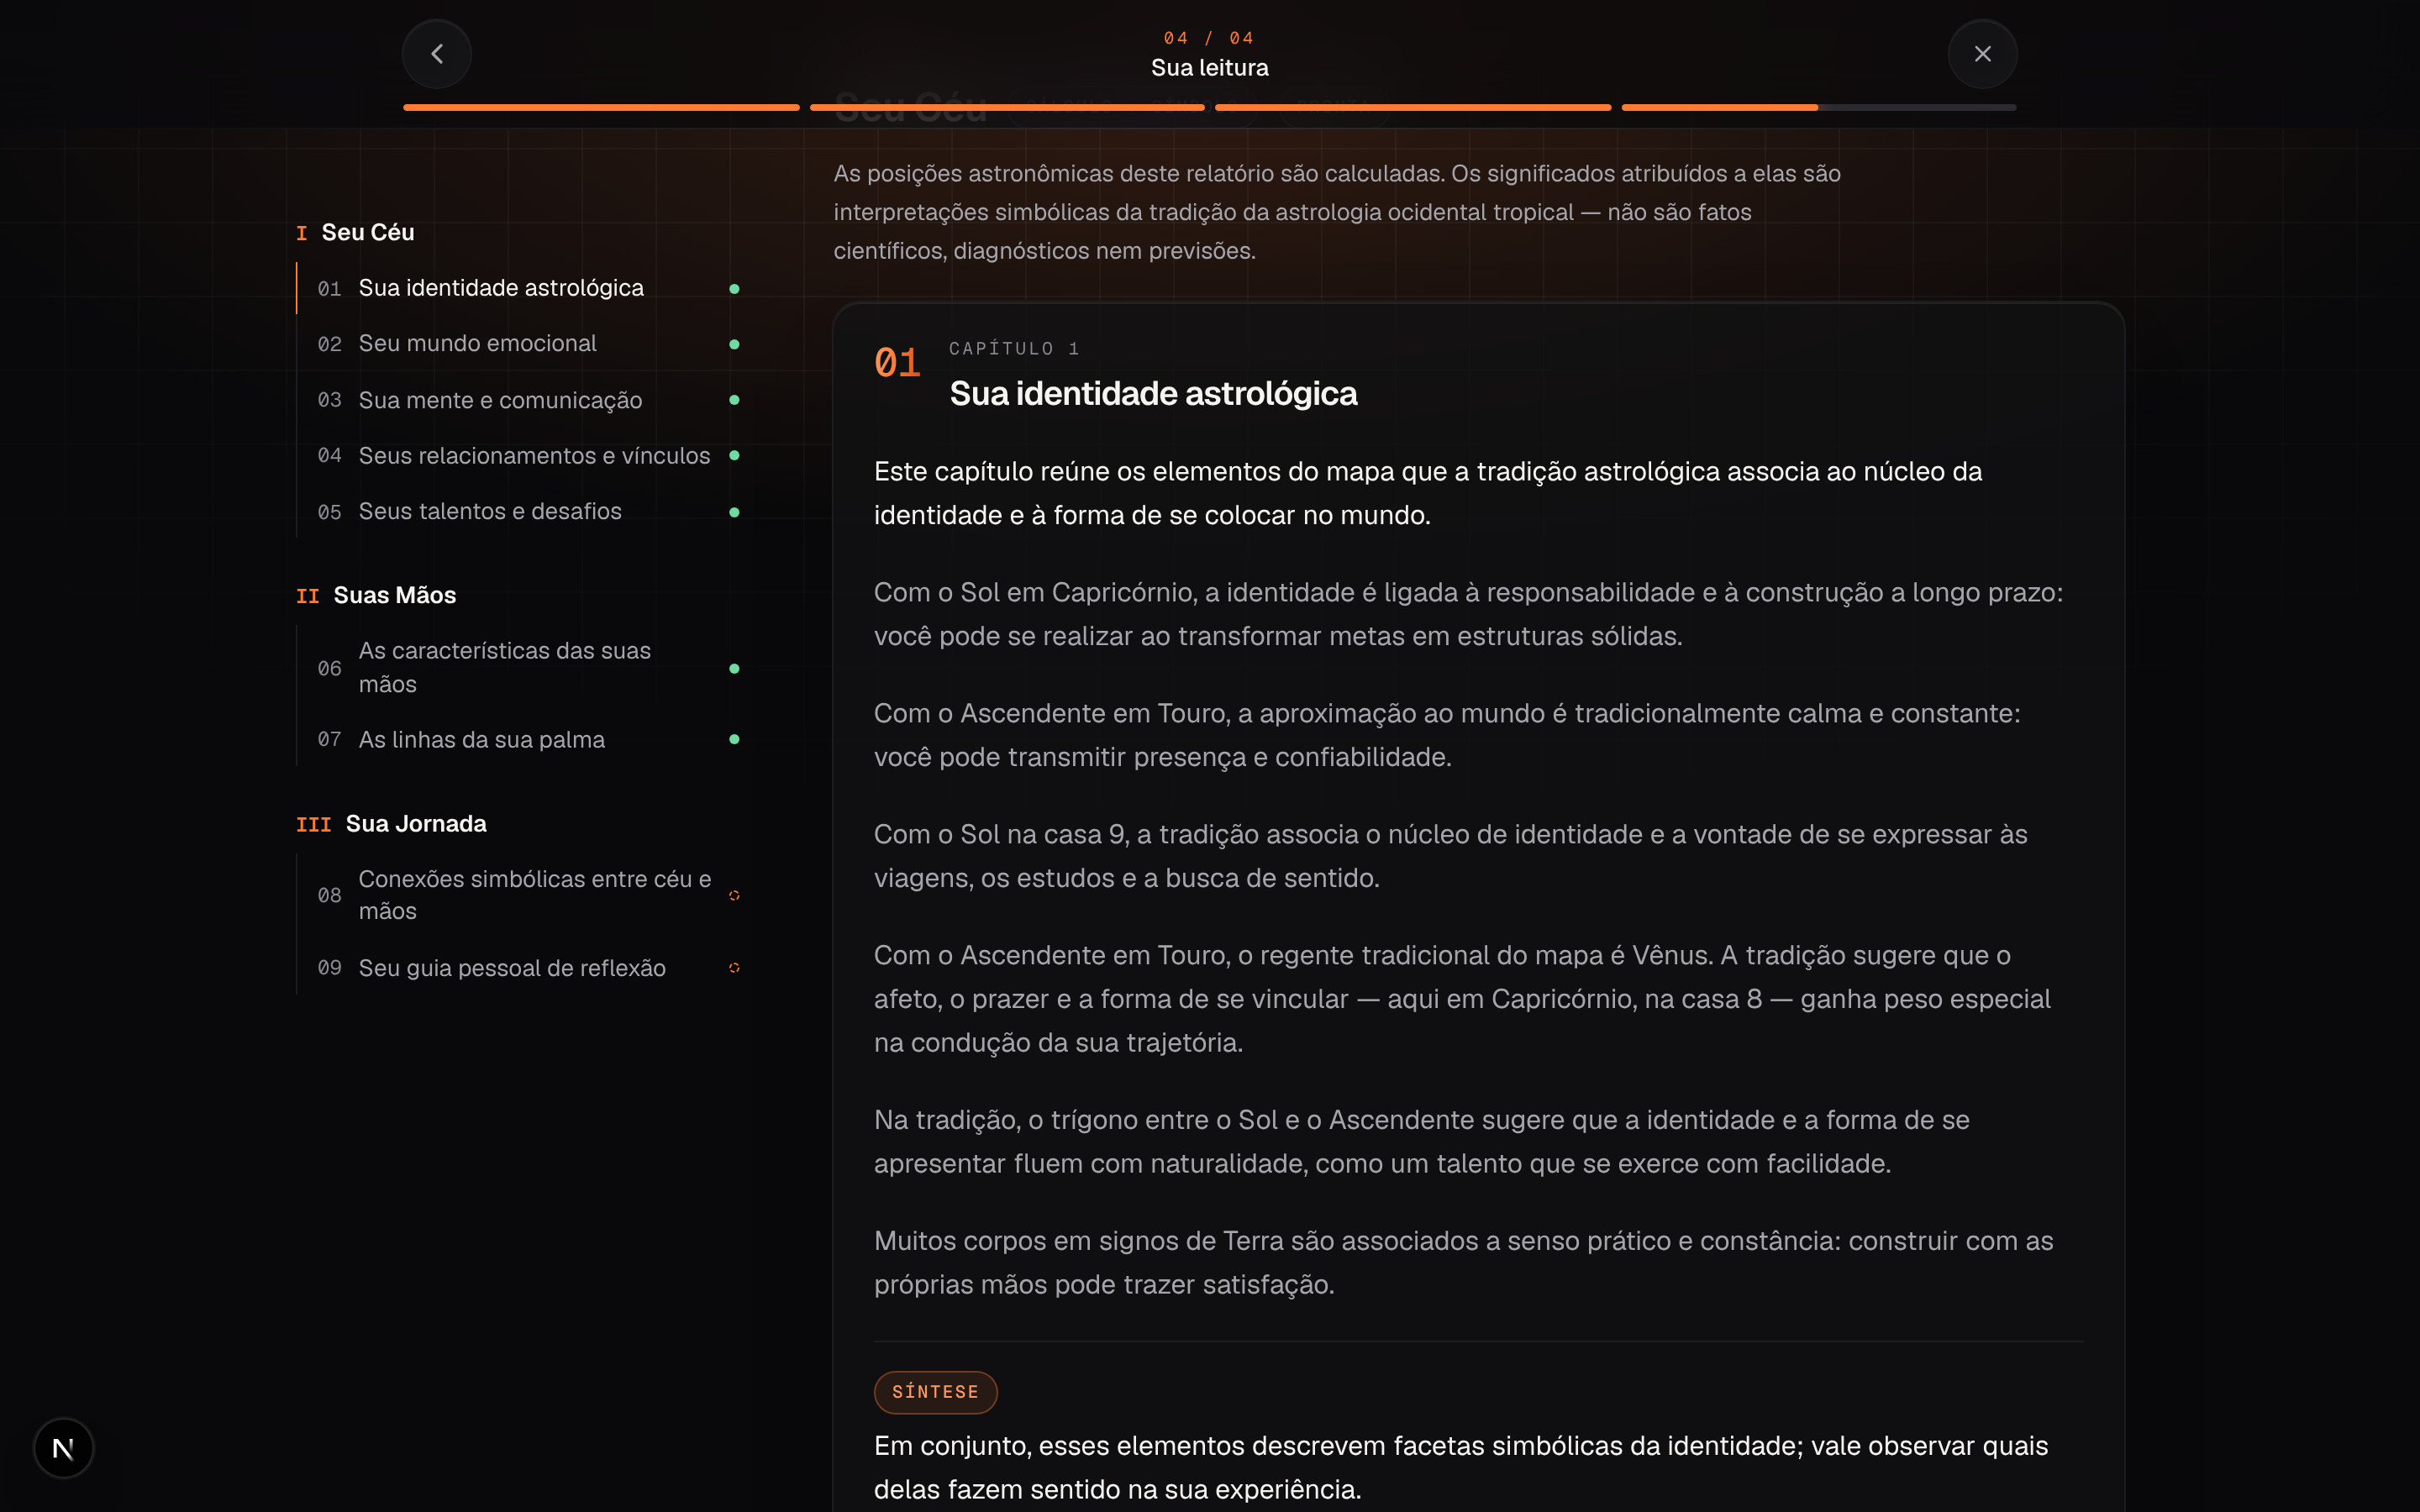 04 / 04
Sua leitura
Seu Céu
As posições astronômicas deste relatório são calculadas. Os significados atribuídos a elas são
interpretações simbólicas da tradição da astrologia ocidental tropical — não são fatos
científicos, diagnósticos nem previsões.
I Seu Céu
01 Sua identidade astrológica
02 Seu mundo emocional
03 Sua mente e comunicação
04 Seus relacionamentos e vínculos
05 Seus talentos e desafios
II Suas Mãos
06 As características das suas
mãos
07 As linhas da sua palma
III Sua Jornada
08 Conexões simbólicas entre céu e
mãos
09 Seu guia pessoal de reflexão
01
CAPÍTULO 1
Sua identidade astrológica
Este capítulo reúne os elementos do mapa que a tradição astrológica associa ao núcleo da
identidade e à forma de se colocar no mundo.
Com o Sol em Capricórnio, a identidade é ligada à responsabilidade e à construção a longo prazo:
você pode se realizar ao transformar metas em estruturas sólidas.
Com o Ascendente em Touro, a aproximação ao mundo é tradicionalmente calma e constante:
você pode transmitir presença e confiabilidade.
Com o Sol na casa 9, a tradição associa o núcleo de identidade e a vontade de se expressar às
viagens, os estudos e a busca de sentido.
Com o Ascendente em Touro, o regente tradicional do mapa é Vênus. A tradição sugere que o
afeto, o prazer e a forma de se vincular — aqui em Capricórnio, na casa 8 — ganha peso especial
na condução da sua trajetória.
Na tradição, o trígono entre o Sol e o Ascendente sugere que a identidade e a forma de se
apresentar fluem com naturalidade, como um talento que se exerce com facilidade.
Muitos corpos em signos de Terra são associados a senso prático e constância: construir com as
próprias mãos pode trazer satisfação.
SÍNTESE
Em conjunto, esses elementos descrevem facetas simbólicas da identidade; vale observar quais
delas fazem sentido na sua experiência.
N